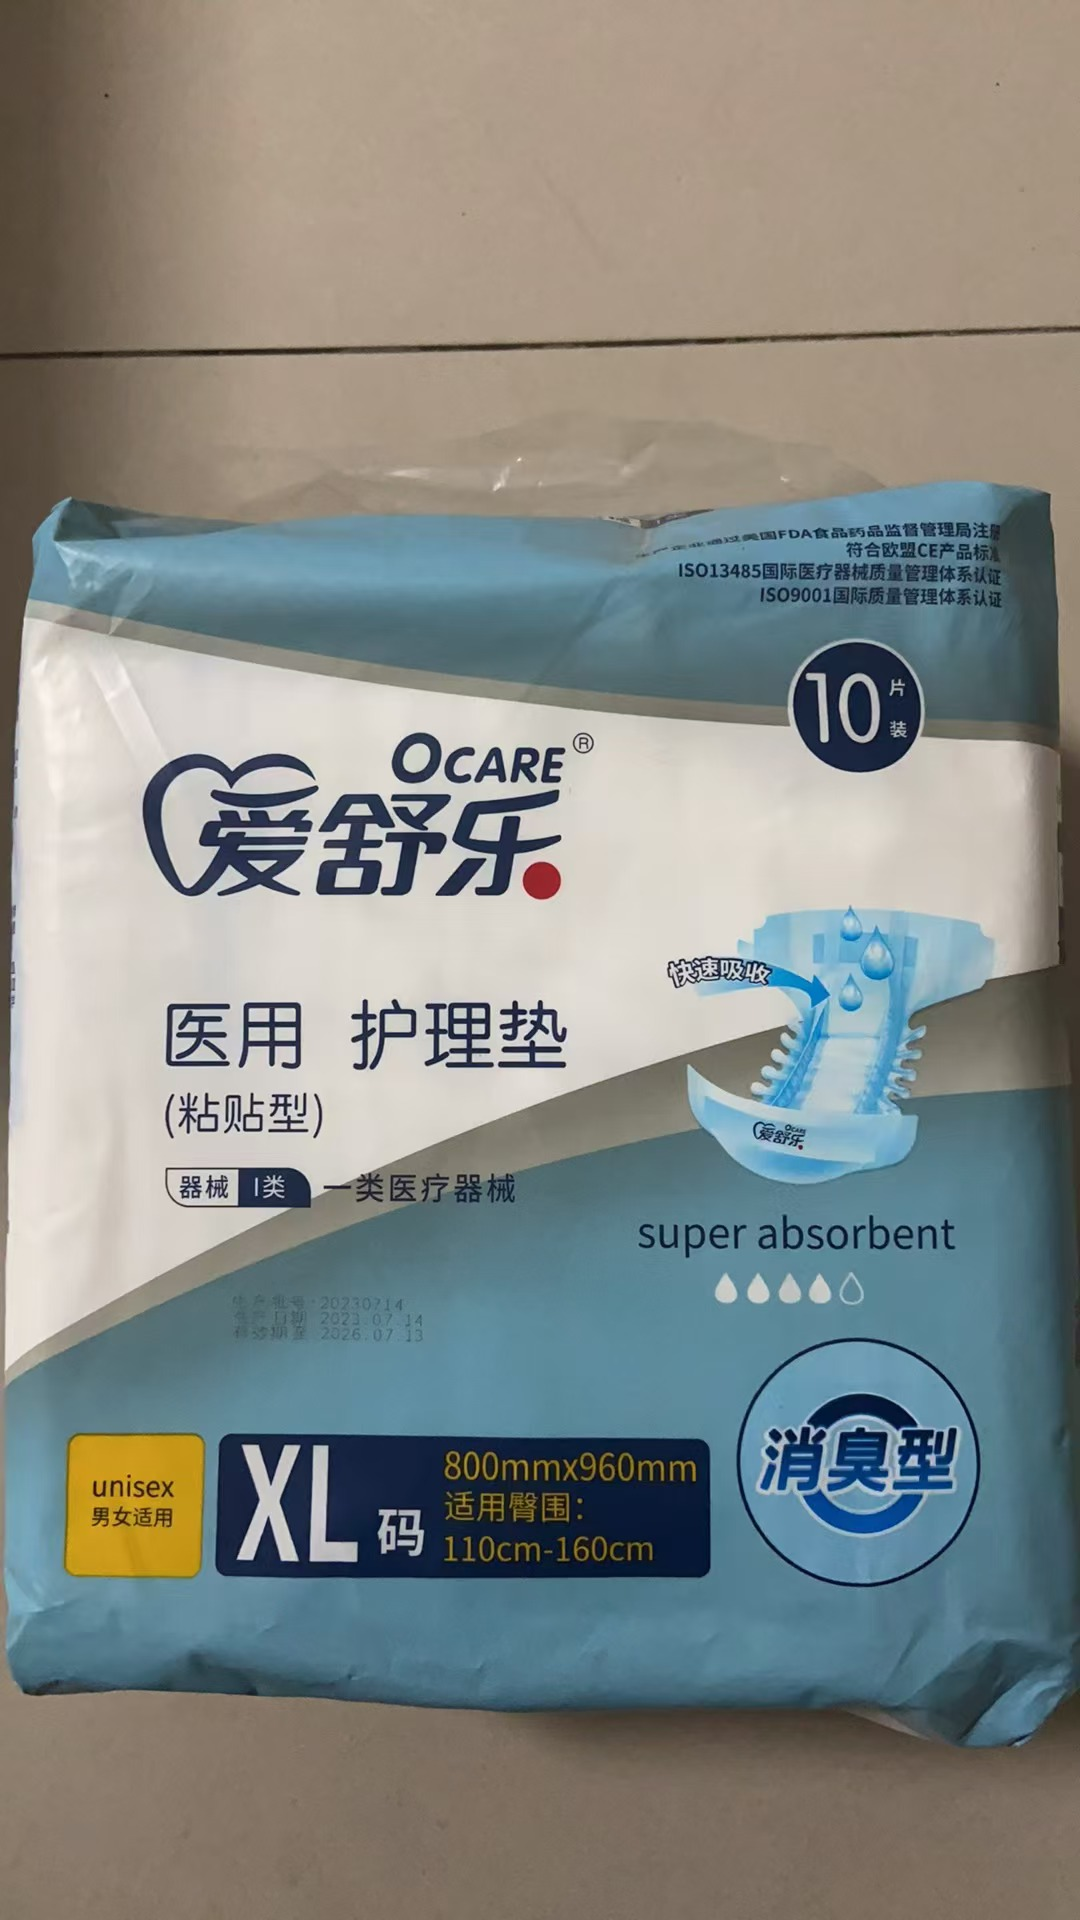 企业通过美国FDA食品药品监督管理局注册
符合欧盟CE产品标准
ISO13485国际医疗器械质量管理体系认证
ISO9001国际质量管理体系认证
10片装
OCARE®
爱舒乐
快速吸收
医用 护理垫
(粘贴型)
OCARE
爱舒乐
器械 I类 一类医疗器械
super absorbent
生产批号 20230714
生产日期 2023.07.14
有效期至 2026.07.13
消臭型
unisex
男女适用
XL码
800mmx960mm
适用臀围：
110cm-160cm